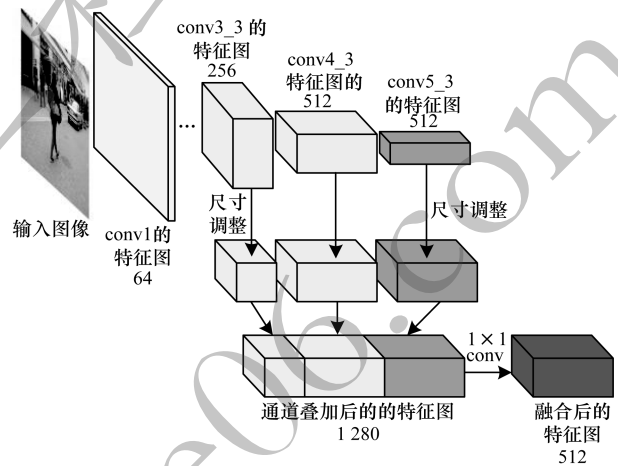 conv3_3 的
特征图
256
conv4_3
特征图的
512
conv5_3
的特征图
512
...
输入图像
conv1的
特征图
64
尺寸
调整
尺寸调整
1×1
conv
通道叠加后的的特征图
1 280
融合后的
特征图
512
e06.com